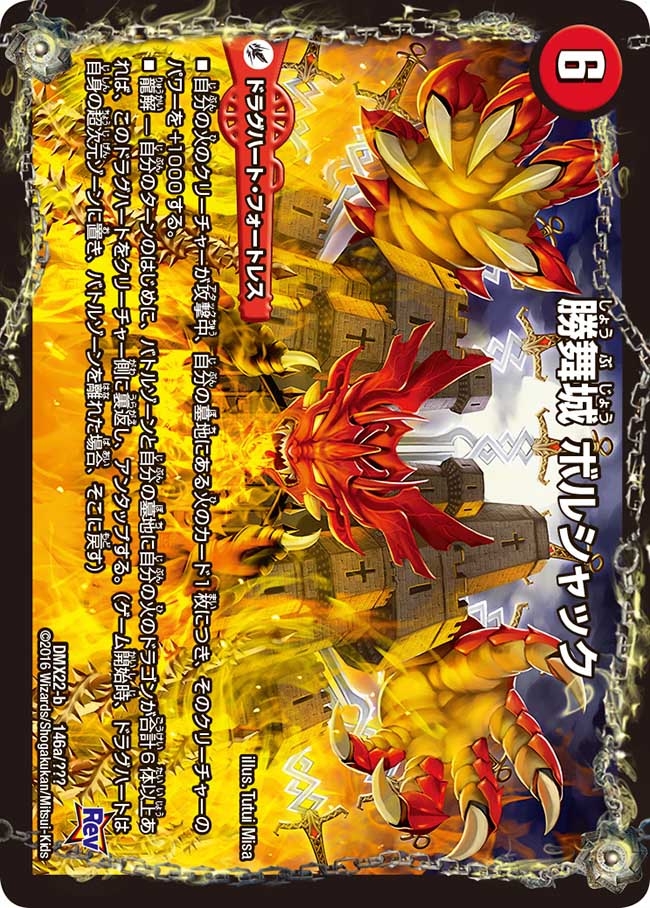 6
勝舞城 ボルシャック
しょう ぶ じょう
ドラグハート・フォートレス
illus. Tutui Misa
■自分の火のクリーチャーが攻撃中、自分の墓地にある火のカード1枚につき、そのクリーチャーの
パワーを+1000する。
■龍解―自分のターンのはじめに、バトルゾーンと自分の墓地に自分の火のドラゴンが合計6体以上あ
れば、このドラグハートをクリーチャー側に裏返し、アンタップする。(ゲーム開始時、ドラグハートは
自身の超次元ゾーンに置き、バトルゾーンを離れた場合、そこに戻す)
Rev
DMX22-b 146a/???
©2016 Wizards/Shogakukan/Mitsui-Kids